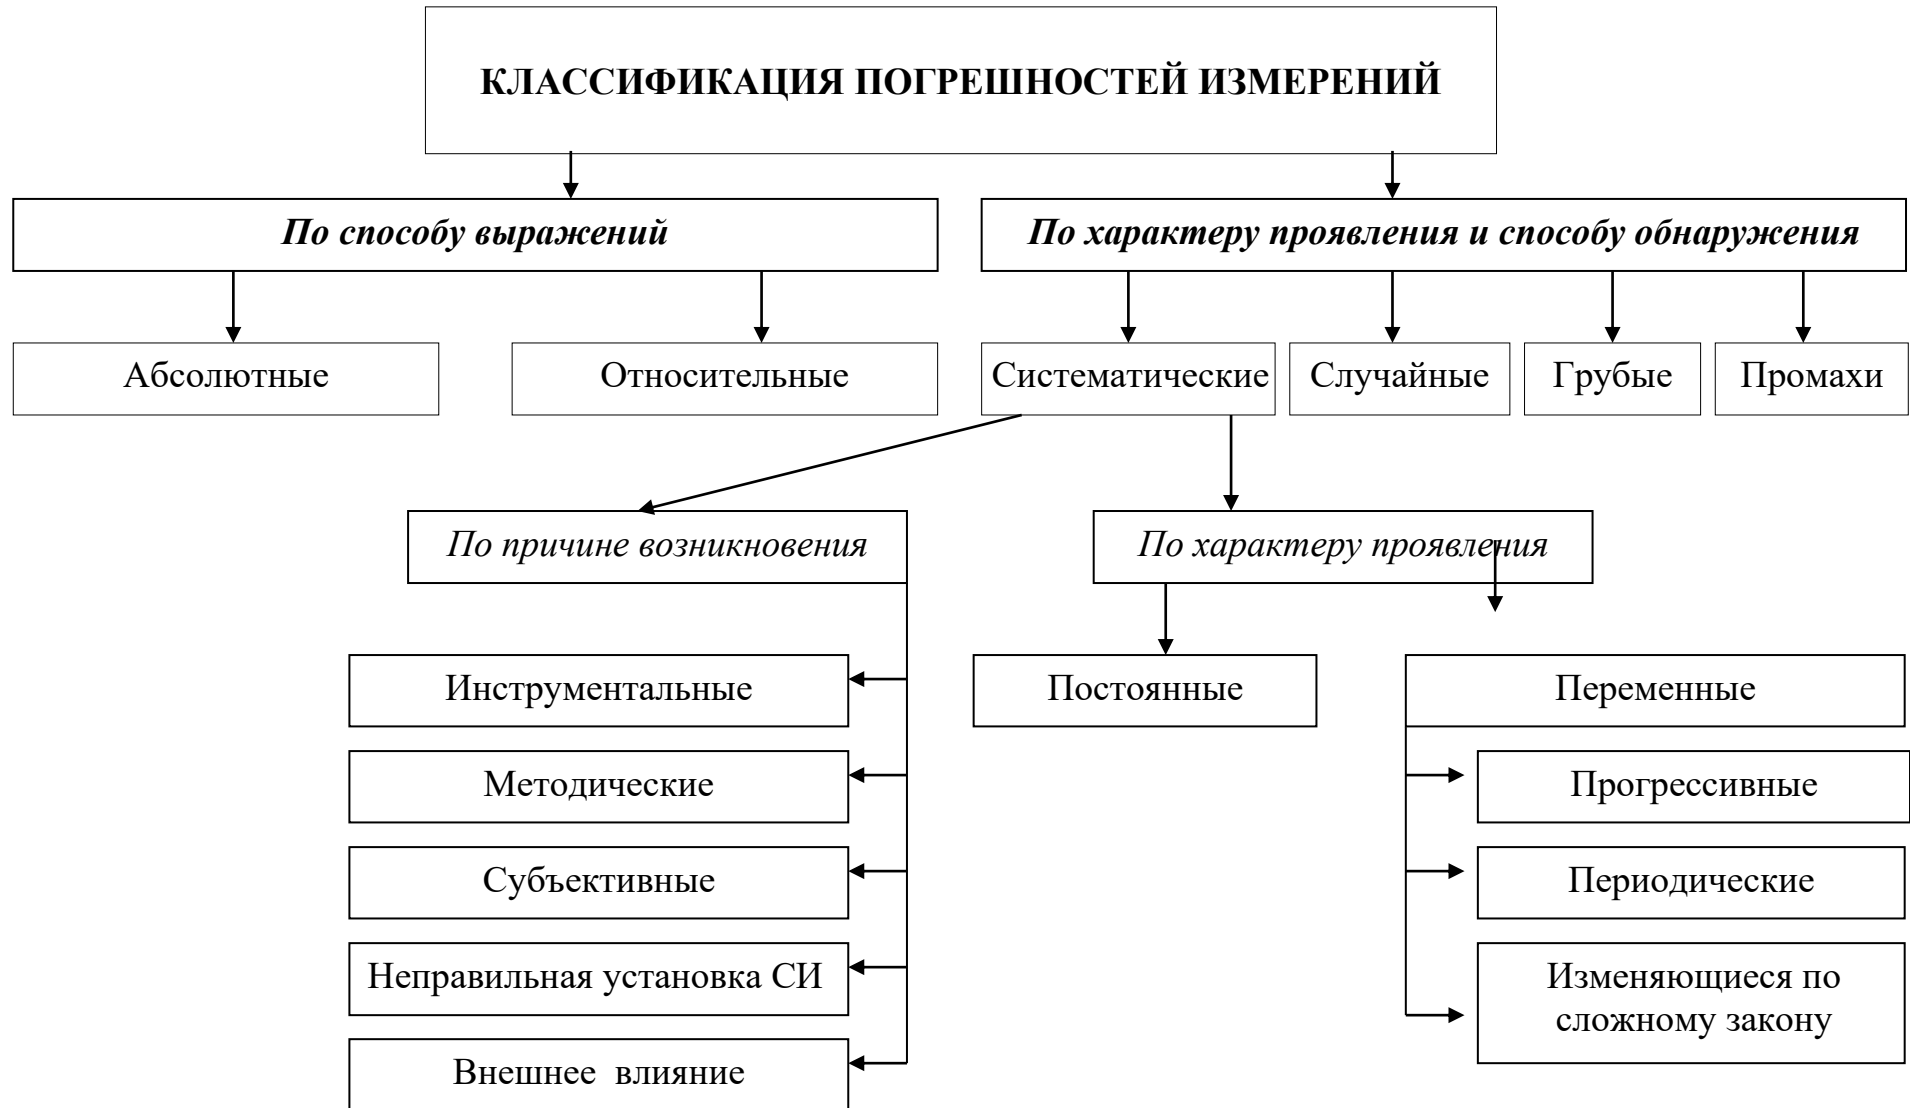 КЛАССИФИКАЦИЯ ПОГРЕШНОСТЕЙ ИЗМЕРЕНИЙ
По способу выражений
По характеру проявления и способу обнаружения
Абсолютные
Относительные
Систематические
Случайные
Грубые
Промахи
По причине возникновения
По характеру проявления
Инструментальные
Методические
Субъективные
Неправильная установка СИ
Внешнее влияние
Постоянные
Переменные
Прогрессивные
Периодические
Изменяющиеся по
сложному закону